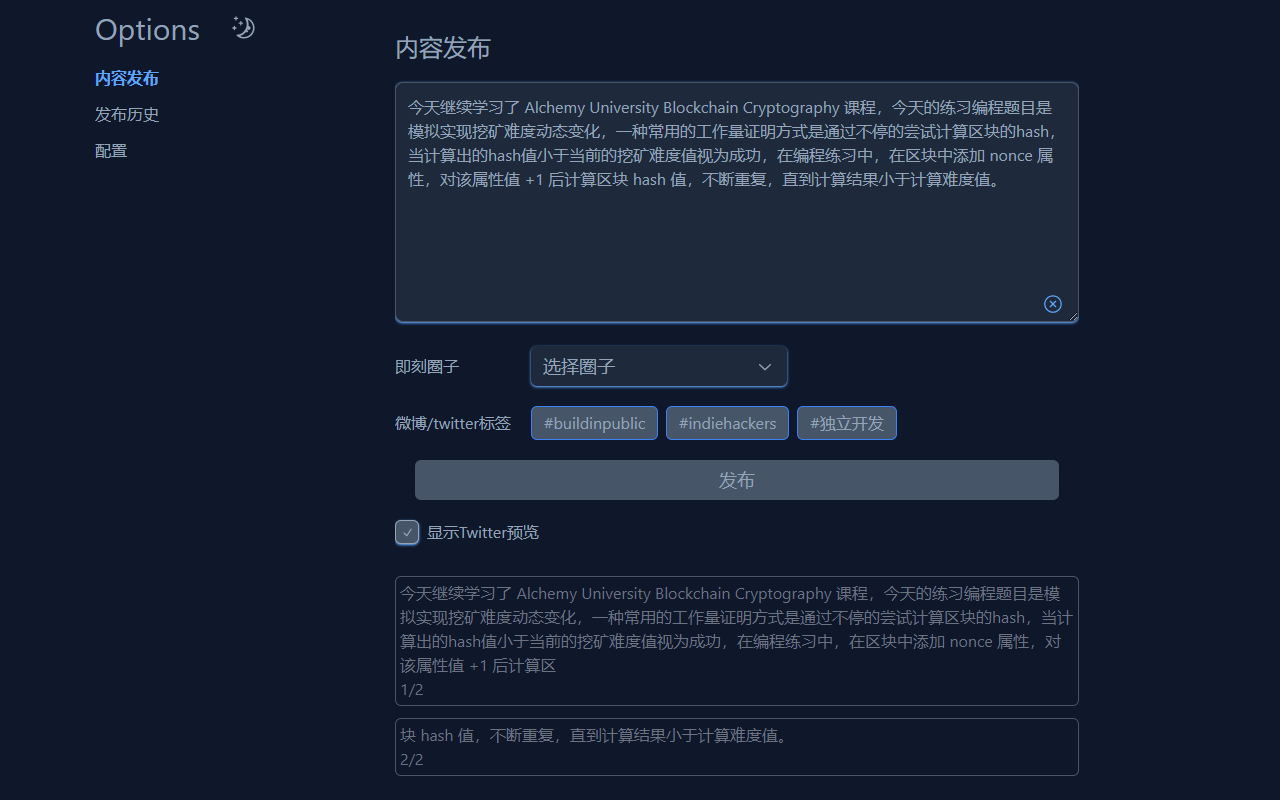 Options
内容发布
发布历史
配置
内容发布
今天继续学习了 Alchemy University Blockchain Cryptography 课程，今天的练习编程题目是
模拟实现挖矿难度动态变化，一种常用的工作量证明方式是通过不停的尝试计算区块的hash，
当计算出的hash值小于当前的挖矿难度值视为成功，在编程练习中，在区块中添加 nonce 属
性，对该属性值 +1 后计算区块 hash 值，不断重复，直到计算结果小于计算难度值。
即刻圈子
选择圈子
微博/twitter标签
#buildinpublic
#indiehackers
#独立开发
发布
显示Twitter预览
今天继续学习了 Alchemy University Blockchain Cryptography 课程，今天的练习编程题目是模
拟实现挖矿难度动态变化，一种常用的工作量证明方式是通过不停的尝试计算区块的hash，当计
算出的hash值小于当前的挖矿难度值视为成功，在编程练习中，在区块中添加 nonce 属性，对
该属性值 +1 后计算区
1/2
块 hash 值，不断重复，直到计算结果小于计算难度值。
2/2